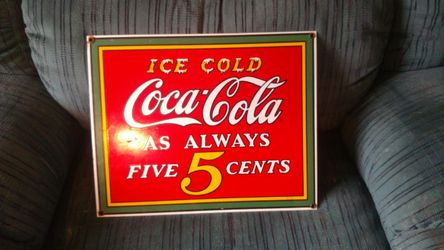 ICE COLD
Coca-Cola
AS ALWAYS
FIVE 5 CENTS